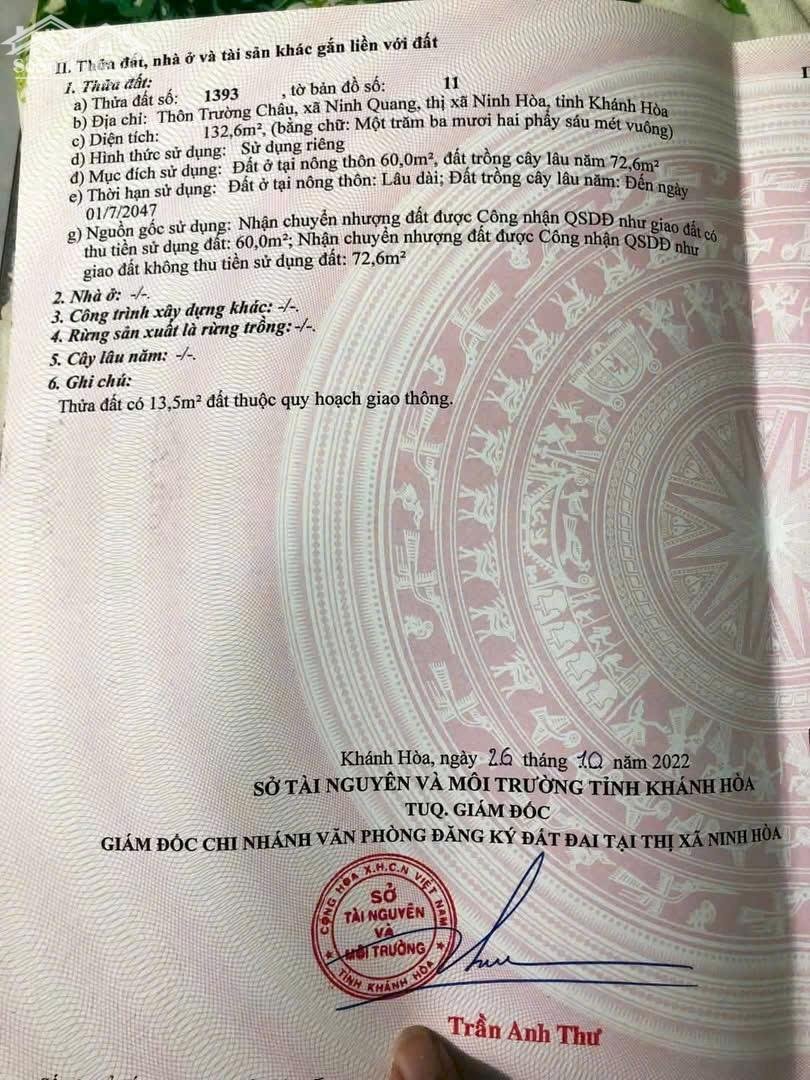 II. Thửa đất, nhà ở và tài sản khác gắn liền với đất
1. Thửa đất:
a) Thửa đất số: 1393 , tờ bản đồ số: 11
b) Địa chỉ: Thôn Trường Châu, xã Ninh Quang, thị xã Ninh Hòa, tỉnh Khánh Hòa
c) Diện tích: 132,6m², (bằng chữ: Một trăm ba mươi hai phẩy sáu mét vuông)
d) Hình thức sử dụng: Sử dụng riêng
đ) Mục đích sử dụng: Đất ở tại nông thôn 60,0m², đất trồng cây lâu năm 72,6m²
e) Thời hạn sử dụng: Đất ở tại nông thôn: Lâu dài; Đất trồng cây lâu năm: Đến ngày
01/7/2047
g) Nguồn gốc sử dụng: Nhận chuyển nhượng đất được Công nhận QSDĐ như giao đất có
thu tiền sử dụng đất: 60,0m²; Nhận chuyển nhượng đất được Công nhận QSDĐ như
giao đất không thu tiền sử dụng đất: 72,6m²
2. Nhà ở: -/-.
3. Công trình xây dựng khác: -/-.
4. Rừng sản xuất là rừng trồng: -/-.
5. Cây lâu năm: -/-.
6. Ghi chú:
Thửa đất có 13,5m² đất thuộc quy hoạch giao thông.
Khánh Hòa, ngày 26 tháng 10 năm 2022
SỞ TÀI NGUYÊN VÀ MÔI TRƯỜNG TỈNH KHÁNH HÒA
TUQ. GIÁM ĐỐC
GIÁM ĐỐC CHI NHÁNH VĂN PHÒNG ĐĂNG KÝ ĐẤT ĐAI TẠI THỊ XÃ NINH HÒA
CỘNG HÒA X.H.C.N VIỆT NAM
SỞ
TÀI NGUYÊN
VÀ
MÔI TRƯỜNG
TỈNH KHÁNH HÒA
Trần Anh Thư